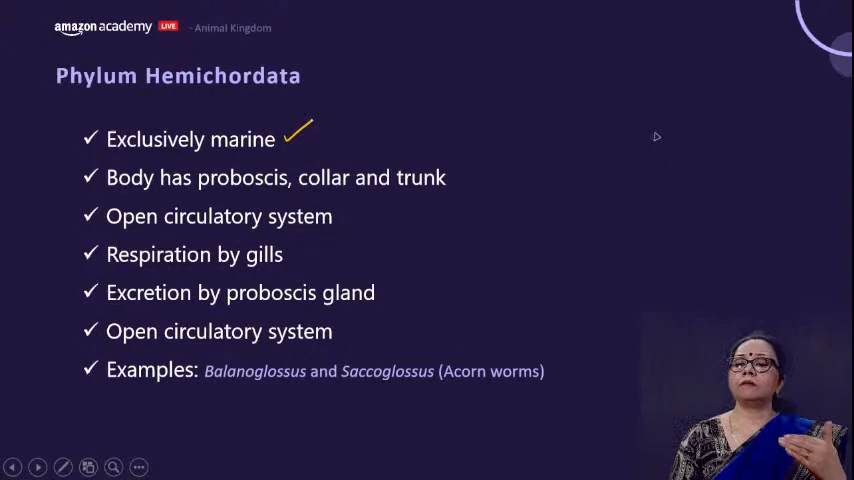 amazon academy LIVE - Animal Kingdom
Phylum Hemichordata
Exclusively marine
Body has proboscis, collar and trunk
Open circulatory system
Respiration by gills
Excretion by proboscis gland
Open circulatory system
Examples: Balanoglossus and Saccoglossus (Acorn worms)